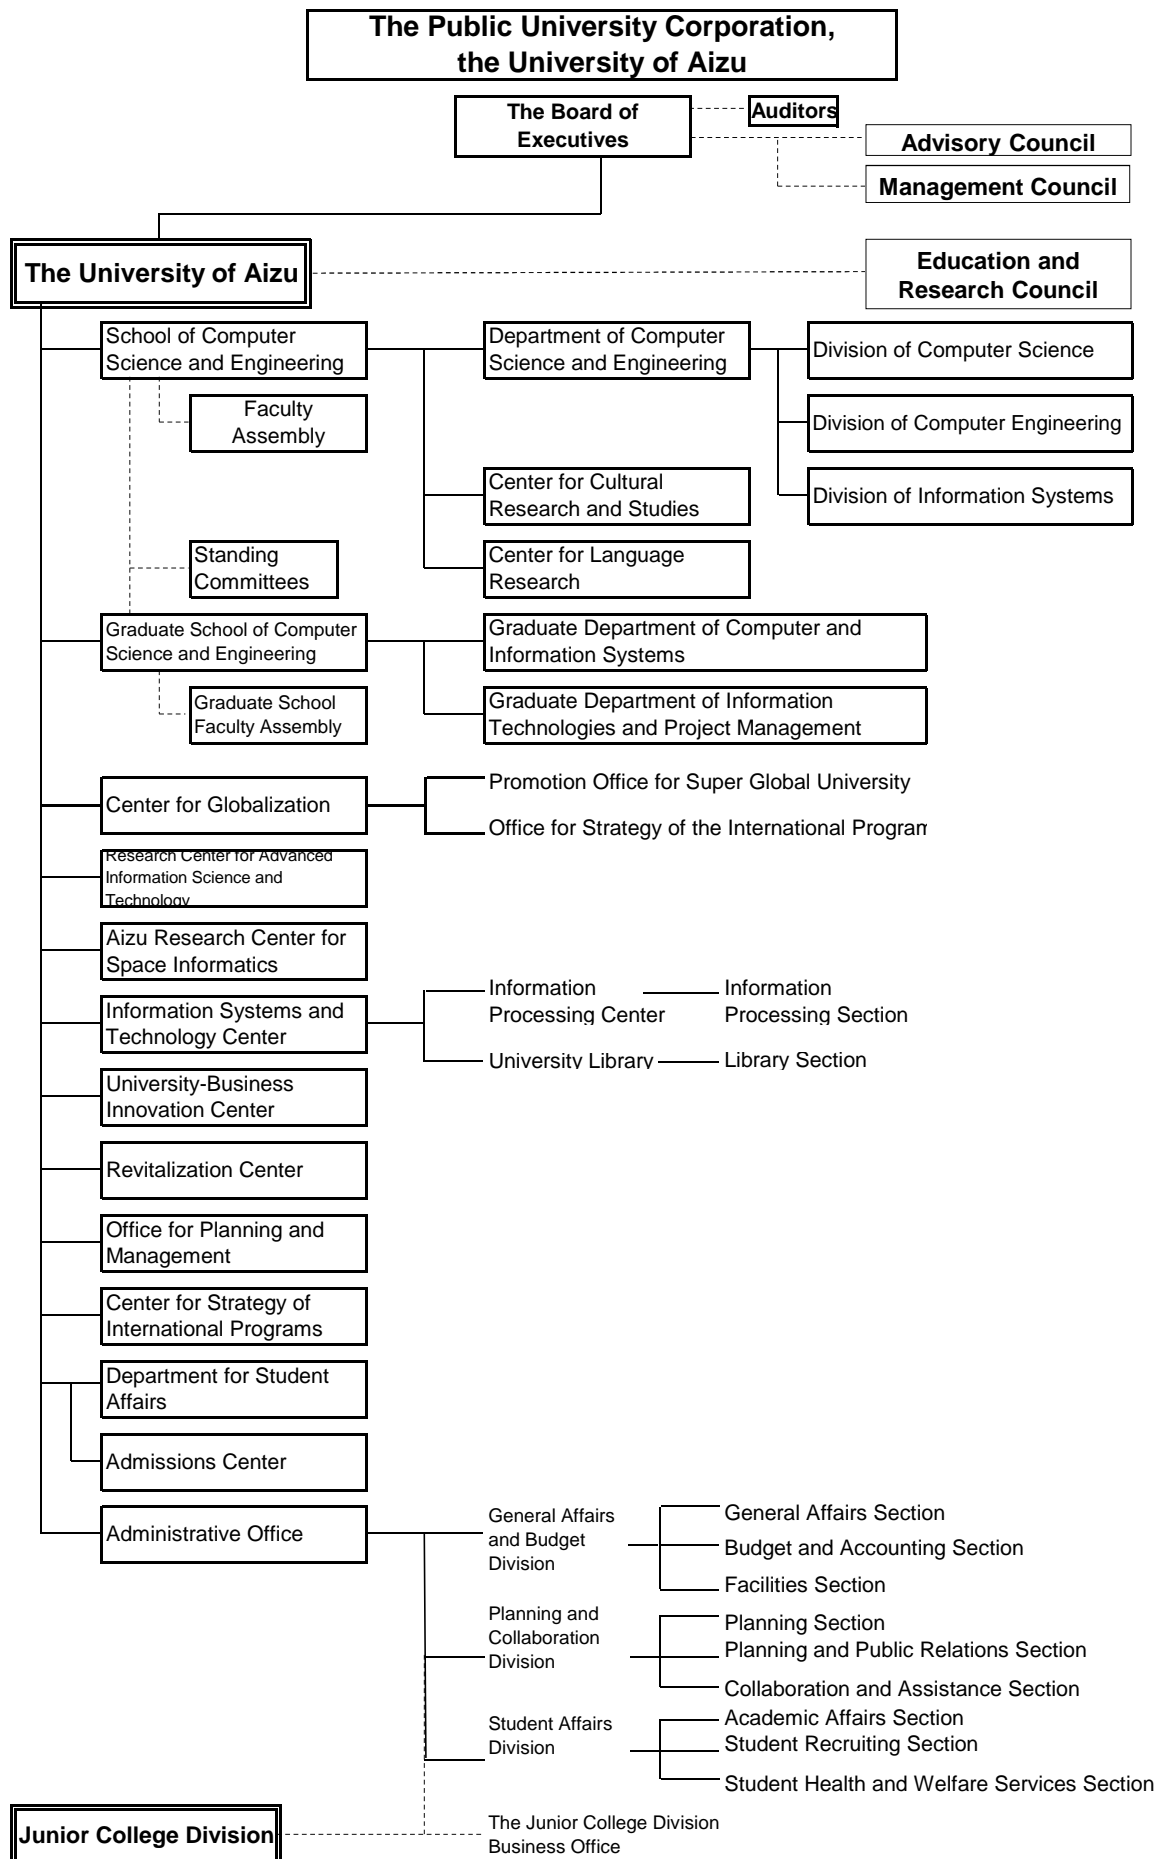 The Public University Corporation,
the University of Aizu
The Board of
Executives
Auditors
Advisory Council
Management Council
The University of Aizu
Education and
Research Council
School of Computer
Science and Engineering
Department of Computer
Science and Engineering
Division of Computer Science
Faculty
Assembly
Division of Computer Engineering
Center for Cultural
Research and Studies
Division of Information Systems
Standing
Committees
Center for Language
Research
Graduate School of Computer
Science and Engineering
Graduate Department of Computer and
Information Systems
Graduate School
Faculty Assembly
Graduate Department of Information
Technologies and Project Management
Center for Globalization
Promotion Office for Super Global University
Office for Strategy of the International Program
Research Center for Advanced
Information Science and
Technology
Aizu Research Center for
Space Informatics
Information Systems and
Technology Center
Information
Processing Center
Information
Processing Section
University Library
Library Section
University-Business
Innovation Center
Revitalization Center
Office for Planning and
Management
Center for Strategy of
International Programs
Department for Student
Affairs
Admissions Center
Administrative Office
General Affairs
and Budget
Division
General Affairs Section
Budget and Accounting Section
Facilities Section
Planning and
Collaboration
Division
Planning Section
Planning and Public Relations Section
Collaboration and Assistance Section
Student Affairs
Division
Academic Affairs Section
Student Recruiting Section
Student Health and Welfare Services Section
Junior College Division
The Junior College Division
Business Office